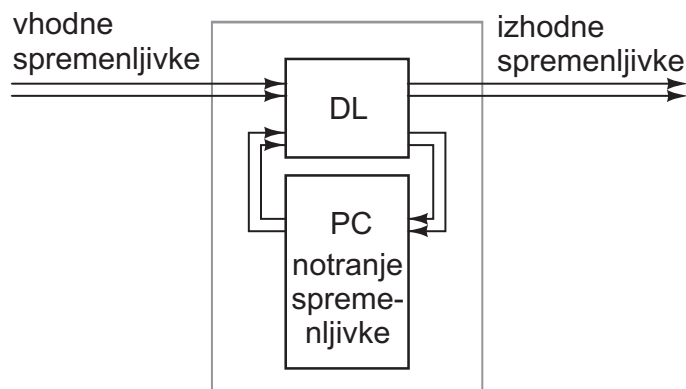 vhodne
spremenljivke
izhodne
spremenljivke
DL
PC
notranje
spreme-
nljivke